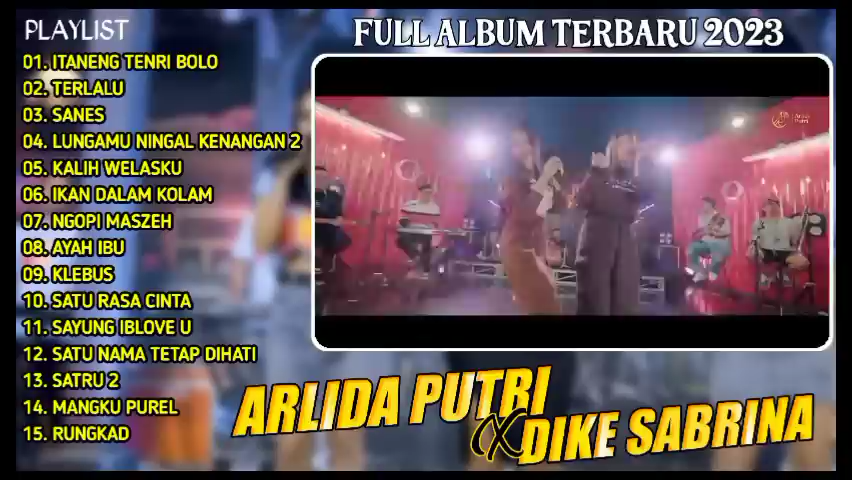 PLAYLIST
01. ITANENG TENRI BOLO
02. TERLALU
03. SANES
04. LUNGAMU NINGAL KENANGAN 2
05. KALIH WELASKU
06. IKAN DALAM KOLAM
07. NGOPI MASZEH
08. AYAH IBU
09. KLEBUS
10. SATU RASA CINTA
11. SAYUNG IBLOVE U
12. SATU NAMA TETAP DIHATI
13. SATRU 2
14. MANGKU PUREL
15. RUNGKAD
FULL ALBUM TERBARU 2023
Arlida
Putri
ARLIDA PUTRI
X DIKE SABRINA